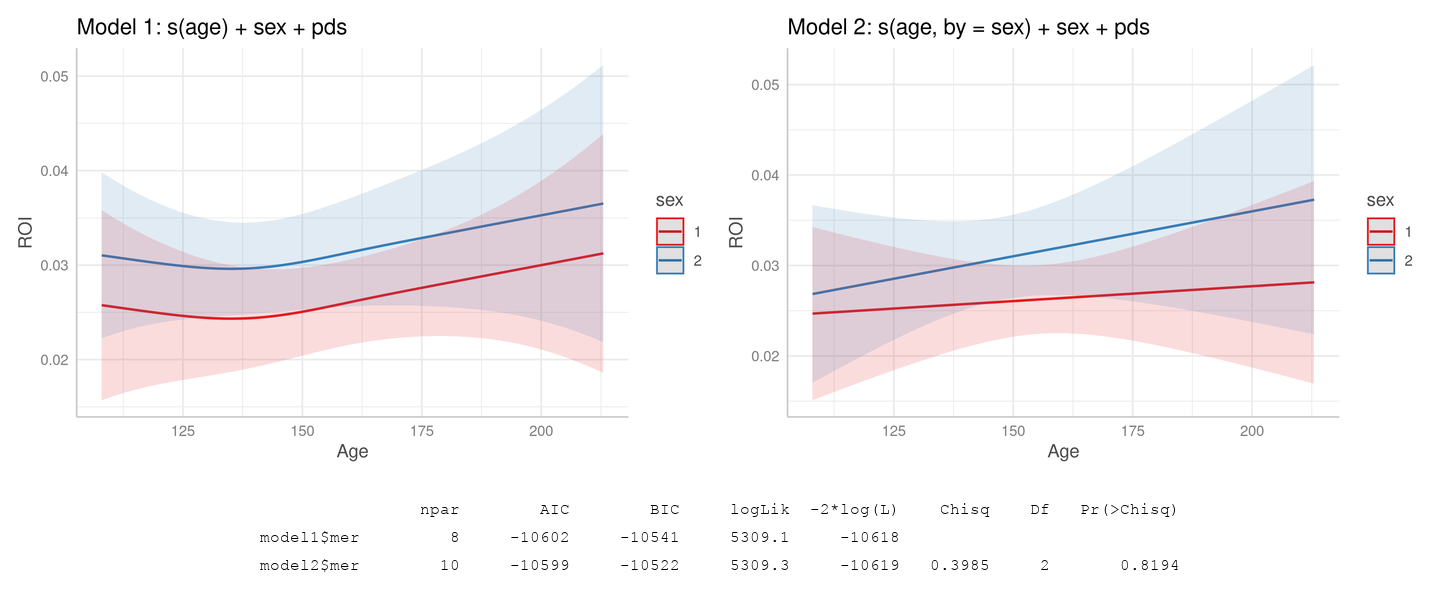 Model 1: s(age) + sex + pds
0.05
0.04
0.03
0.02
ROI
125 150 175 200
Age
sex
1
2
Model 2: s(age, by = sex) + sex + pds
0.05
0.04
0.03
0.02
ROI
125 150 175 200
Age
sex
1
2
npar AIC BIC logLik -2*log(L) Chisq Df Pr(>Chisq)
model1$mer 8 -10602 -10541 5309.1 -10618
model2$mer 10 -10599 -10522 5309.3 -10619 0.3985 2 0.8194